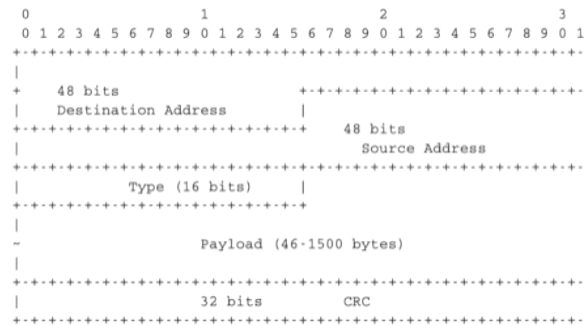 0 1 2 3
0 1 2 3 4 5 6 7 8 9 0 1 2 3 4 5 6 7 8 9 0 1 2 3 4 5 6 7 8 9 0 1
+-+-+-+-+-+-+-+-+-+-+-+-+-+-+-+-+-+-+-+-+-+-+-+-+-+-+-+-+-+-+-+-
|
+ 48 bits +-+-+-+-+-+-+-+-+-+-+-+-+-+-+-+-
| Destination Address |
+-+-+-+-+-+-+-+-+-+-+-+-+-+-+-+-+ 48 bits
| Source Address
+-+-+-+-+-+-+-+-+-+-+-+-+-+-+-+-+-+-+-+-+-+-+-+-+-+-+-+-+-+-+-+-
| Type (16 bits) |
+-+-+-+-+-+-+-+-+-+-+-+-+-+-+-+-+
|
~ Payload (46-1500 bytes)
|
+-+-+-+-+-+-+-+-+-+-+-+-+-+-+-+-+-+-+-+-+-+-+-+-+-+-+-+-+-+-+-+-
| 32 bits CRC
+-+-+-+-+-+-+-+-+-+-+-+-+-+-+-+-+-+-+-+-+-+-+-+-+-+-+-+-+-+-+-+-